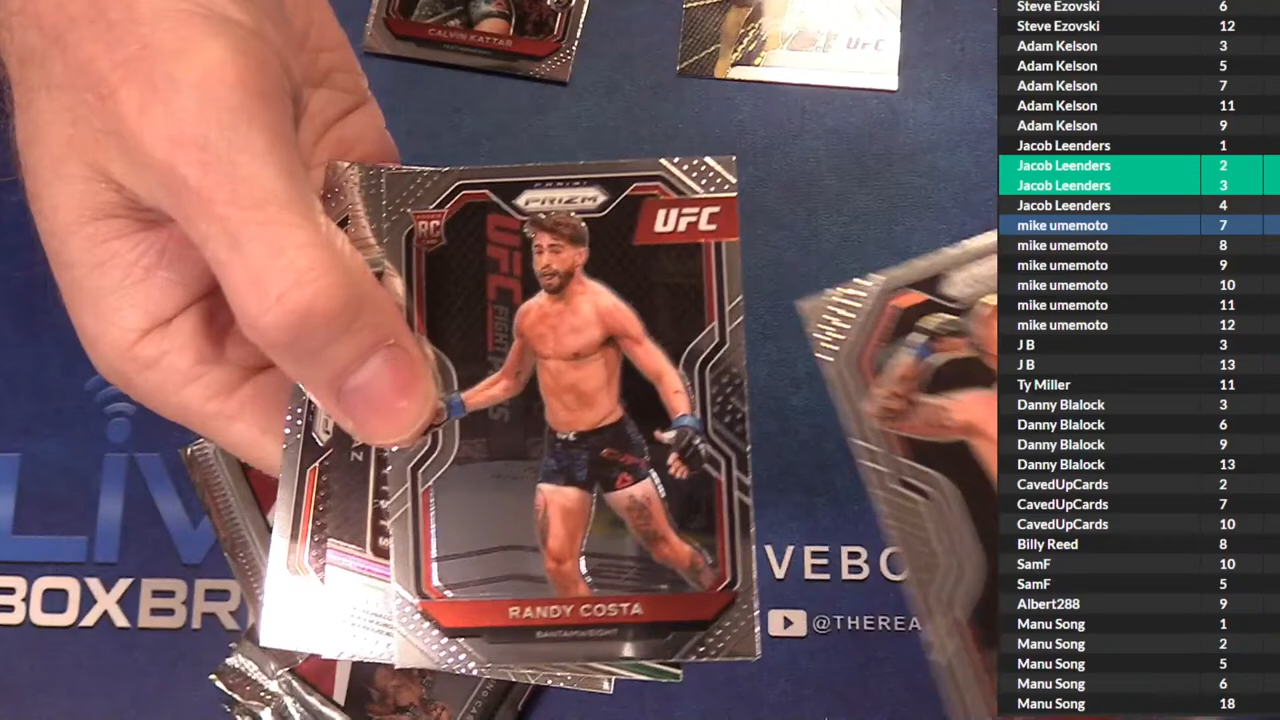 CALVIN KATTAR
UFC
PANINI
PRIZM
RC
UFC
UFC FIGHT
RANDY COSTA
BANTAMWEIGHT
LIV
BOXBR
VEBO
@THEREA
Steve Ezovski 6
Steve Ezovski 12
Adam Kelson 3
Adam Kelson 5
Adam Kelson 7
Adam Kelson 11
Adam Kelson 9
Jacob Leenders 1
Jacob Leenders 2
Jacob Leenders 3
Jacob Leenders 4
mike umemoto 7
mike umemoto 8
mike umemoto 9
mike umemoto 10
mike umemoto 11
mike umemoto 12
J B 3
J B 13
Ty Miller 11
Danny Blalock 3
Danny Blalock 6
Danny Blalock 9
Danny Blalock 13
CavedUpCards 2
CavedUpCards 7
CavedUpCards 10
Billy Reed 8
SamF 10
SamF 5
Albert288 9
Manu Song 1
Manu Song 2
Manu Song 5
Manu Song 6
Manu Song 18